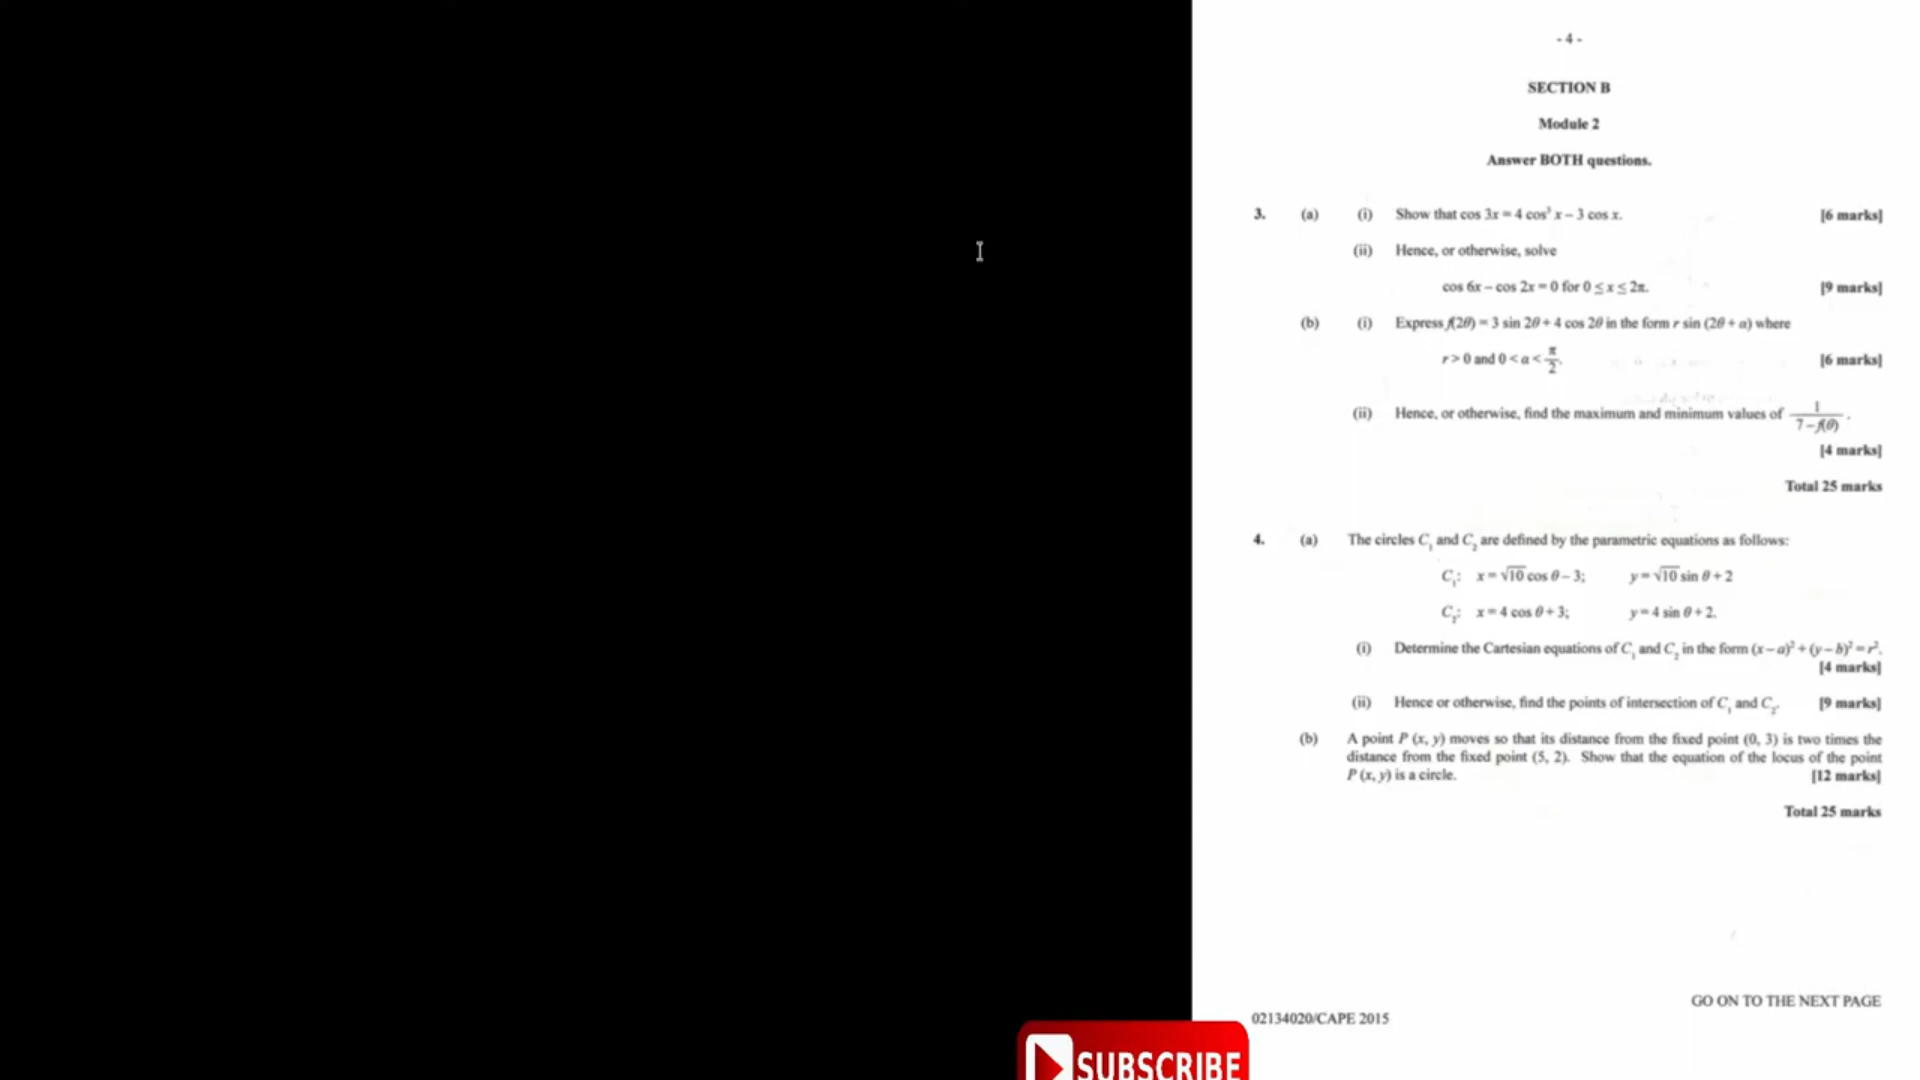 - 4 -
SECTION B
Module 2
Answer BOTH questions.
3. (a) (i) Show that cos 3x = 4 cos³ x – 3 cos x. [6 marks]
(ii) Hence, or otherwise, solve
cos 6x – cos 2x = 0 for 0 ≤ x ≤ 2π. [9 marks]
(b) (i) Express f(2θ) = 3 sin 2θ + 4 cos 2θ in the form r sin (2θ + α) where
r > 0 and 0 < α < π/2. [6 marks]
(ii) Hence, or otherwise, find the maximum and minimum values of 1/(7 – f(θ)).
[4 marks]
Total 25 marks
4. (a) The circles C₁ and C₂ are defined by the parametric equations as follows:
C₁: x = √10 cos θ – 3; y = √10 sin θ + 2
C₂: x = 4 cos θ + 3; y = 4 sin θ + 2.
(i) Determine the Cartesian equations of C₁ and C₂ in the form (x – a)² + (y – b)² = r².
[4 marks]
(ii) Hence or otherwise, find the points of intersection of C₁ and C₂. [9 marks]
(b) A point P (x, y) moves so that its distance from the fixed point (0, 3) is two times the
distance from the fixed point (5, 2). Show that the equation of the locus of the point
P (x, y) is a circle. [12 marks]
Total 25 marks
GO ON TO THE NEXT PAGE
02134020/CAPE 2015
SUBSCRIBE